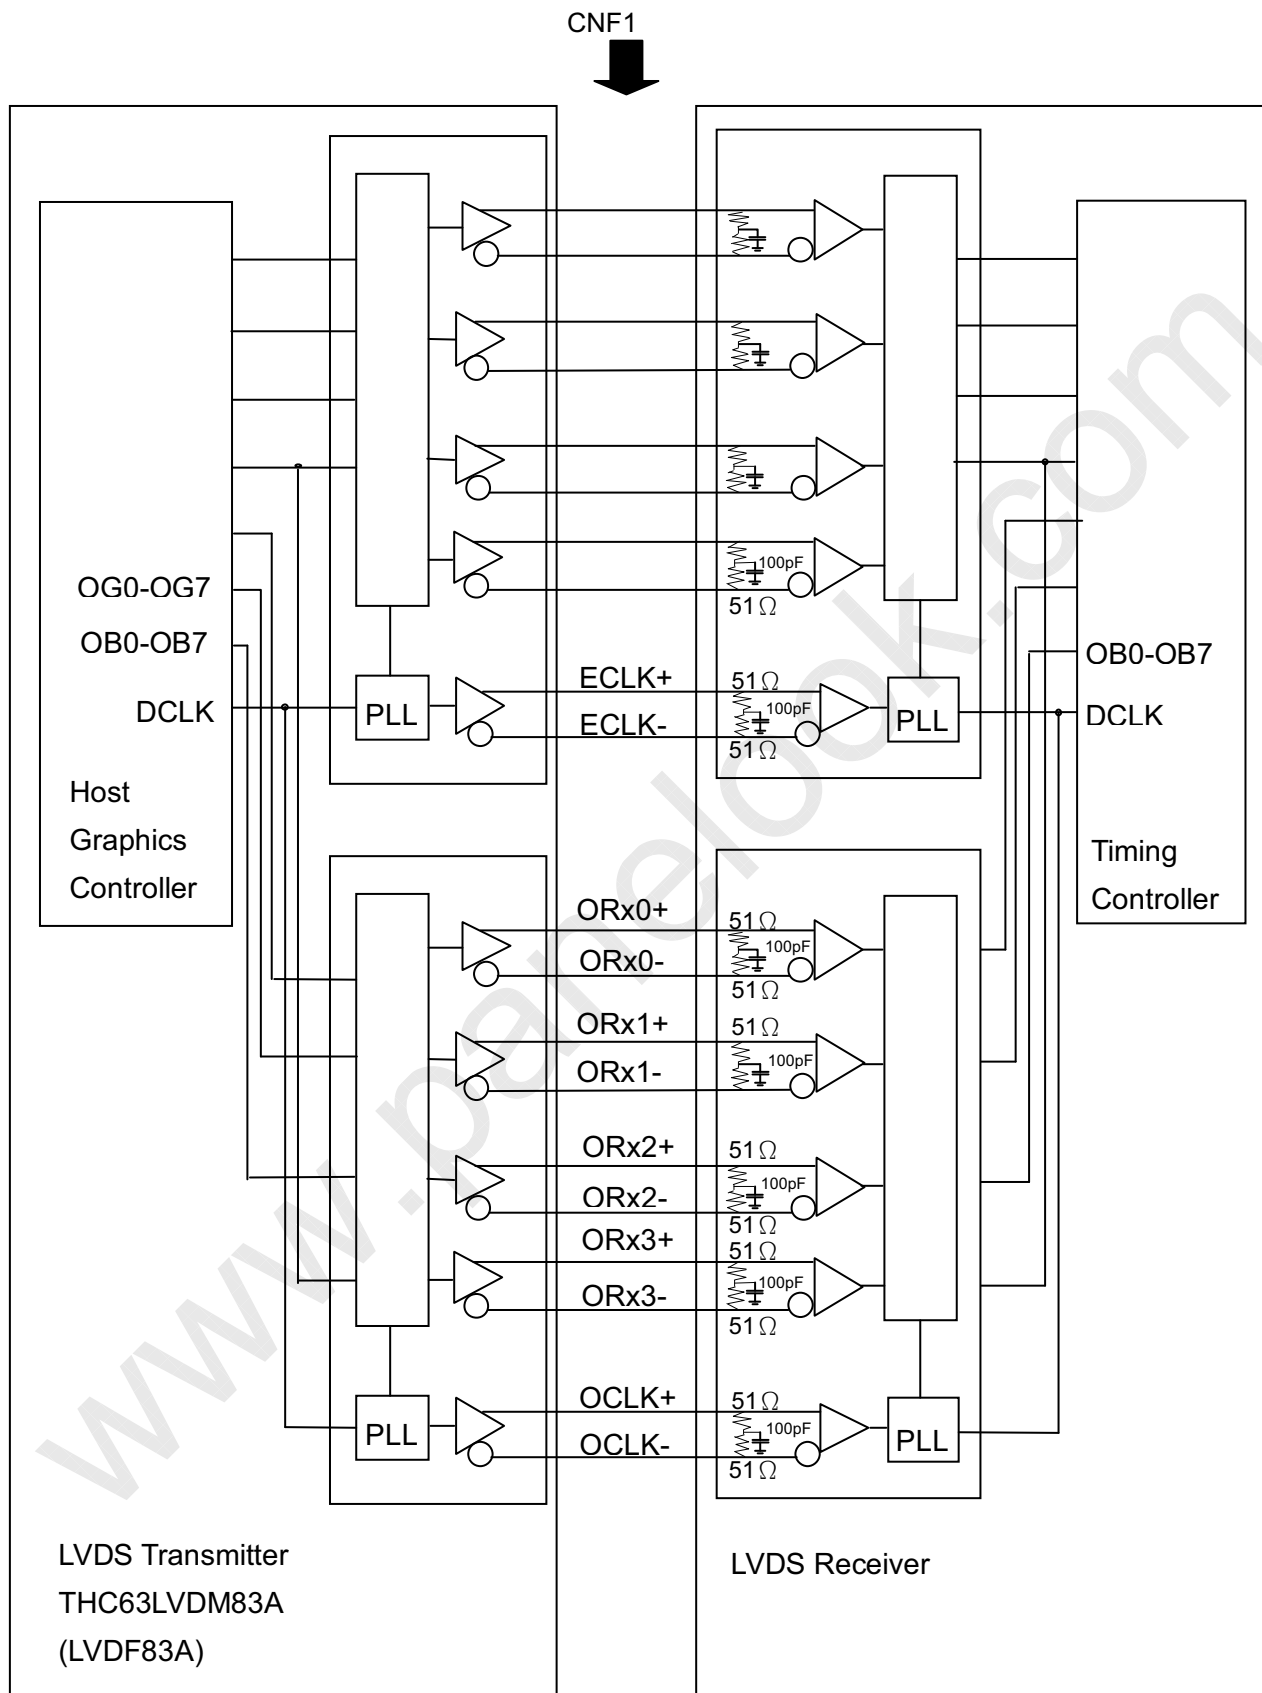 CNF1
100pF
51Ω
OG0-OG7
OB0-OB7
OB0-OB7
ECLK+
51Ω
DCLK
PLL
100pF
PLL
DCLK
ECLK-
51Ω
Host
Graphics
Controller
Timing
Controller
ORx0+
51Ω
100pF
ORx0-
51Ω
ORx1+
51Ω
100pF
ORx1-
ORx2+
51Ω
100pF
ORx2-
51Ω
ORx3+
51Ω
100pF
ORx3-
51Ω
OCLK+
51Ω
PLL
100pF
PLL
OCLK-
51Ω
LVDS Transmitter
THC63LVDM83A
(LVDF83A)
LVDS Receiver
www.panelook.com